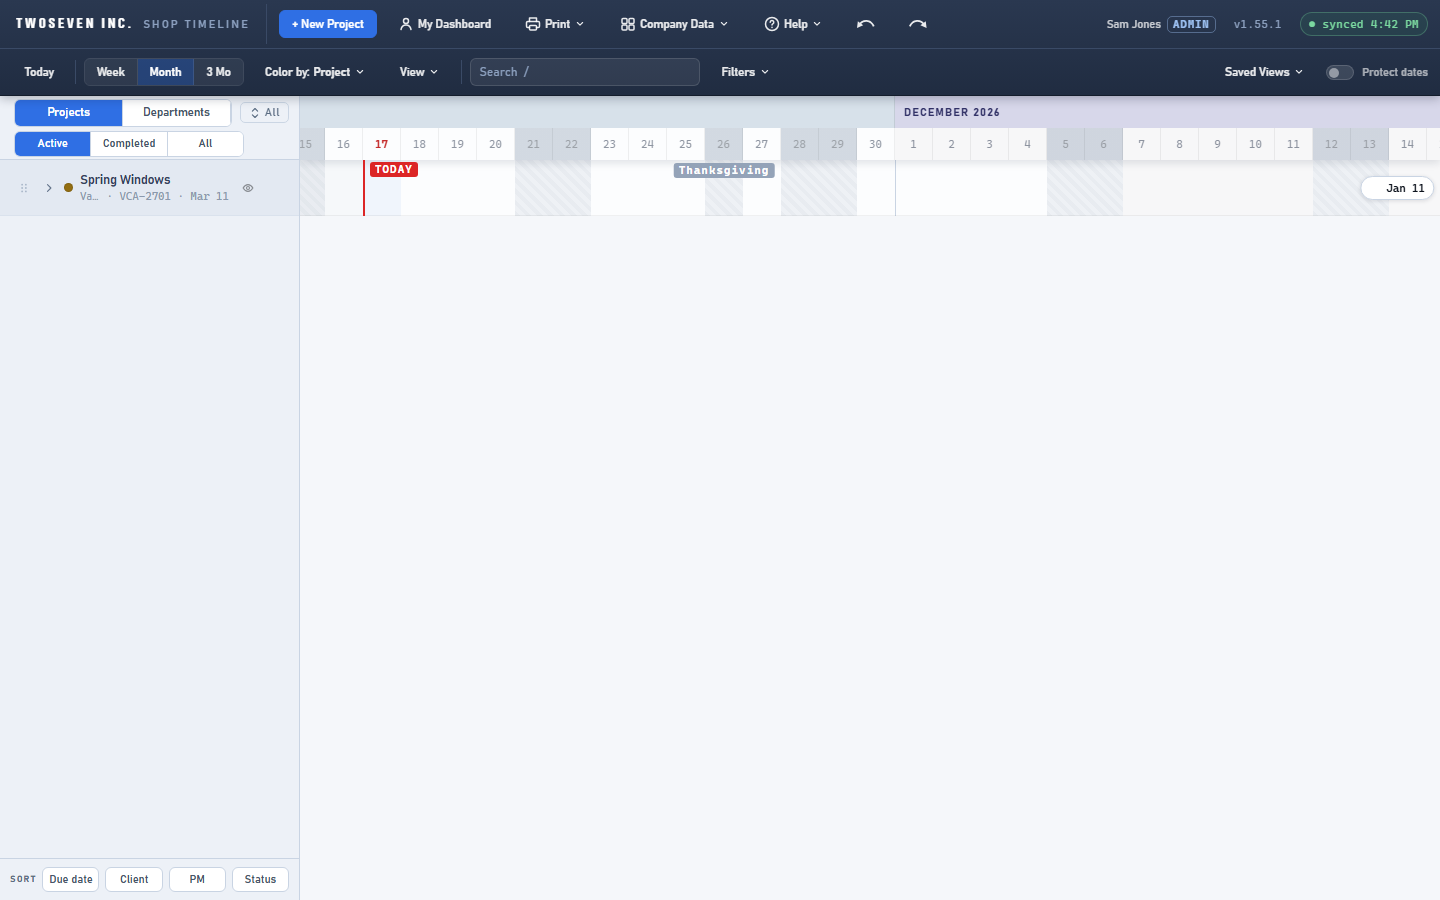 TWOSEVEN INC. SHOP TIMELINE + New Project My Dashboard Print Company Data Help Sam Jones ADMIN v1.55.1 synced 4:42 PM
Today Week Month 3 Mo Color by: Project View Search / Filters Saved Views Protect dates
Projects Departments All
DECEMBER 2026
Active Completed All
15 16 17 18 19 20 21 22 23 24 25 26 27 28 29 30 1 2 3 4 5 6 7 8 9 10 11 12 13 14
TODAY Thanksgiving
Spring Windows
Va… · VCA-2701 · Mar 11
Jan 11
SORT Due date Client PM Status